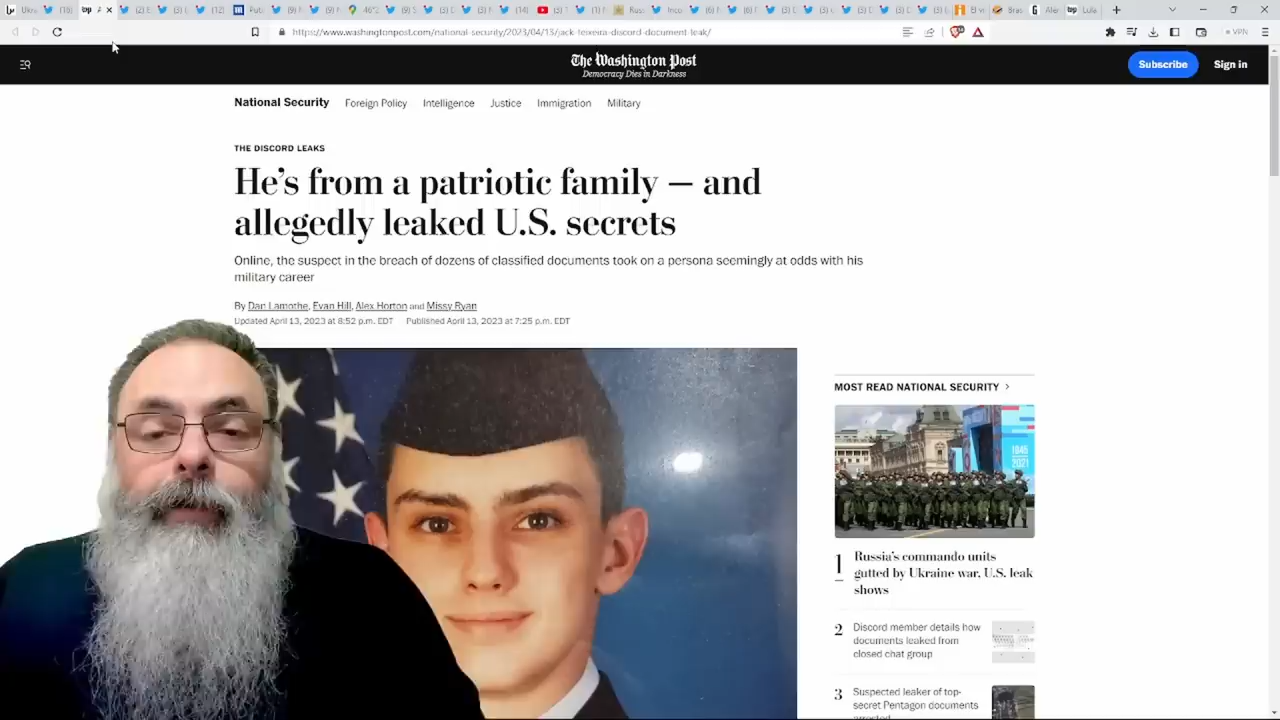 https://www.washingtonpost.com/national-security/2023/04/13/jack-teixeira-discord-document-leak/
VPN
The Washington Post
Democracy Dies in Darkness
Subscribe
Sign in
National Security Foreign Policy Intelligence Justice Immigration Military
THE DISCORD LEAKS
He's from a patriotic family — and
allegedly leaked U.S. secrets
Online, the suspect in the breach of dozens of classified documents took on a persona seemingly at odds with his
military career
By Dan Lamothe, Evan Hill, Alex Horton and Missy Ryan
Updated April 13, 2023 at 8:52 p.m. EDT Published April 13, 2023 at 7:25 p.m. EDT
MOST READ NATIONAL SECURITY
1945
2021
1 Russia's commando units
gutted by Ukraine war, U.S. leak
shows
2 Discord member details how
documents leaked from
closed chat group
3 Suspected leaker of top-
secret Pentagon documents
arrested